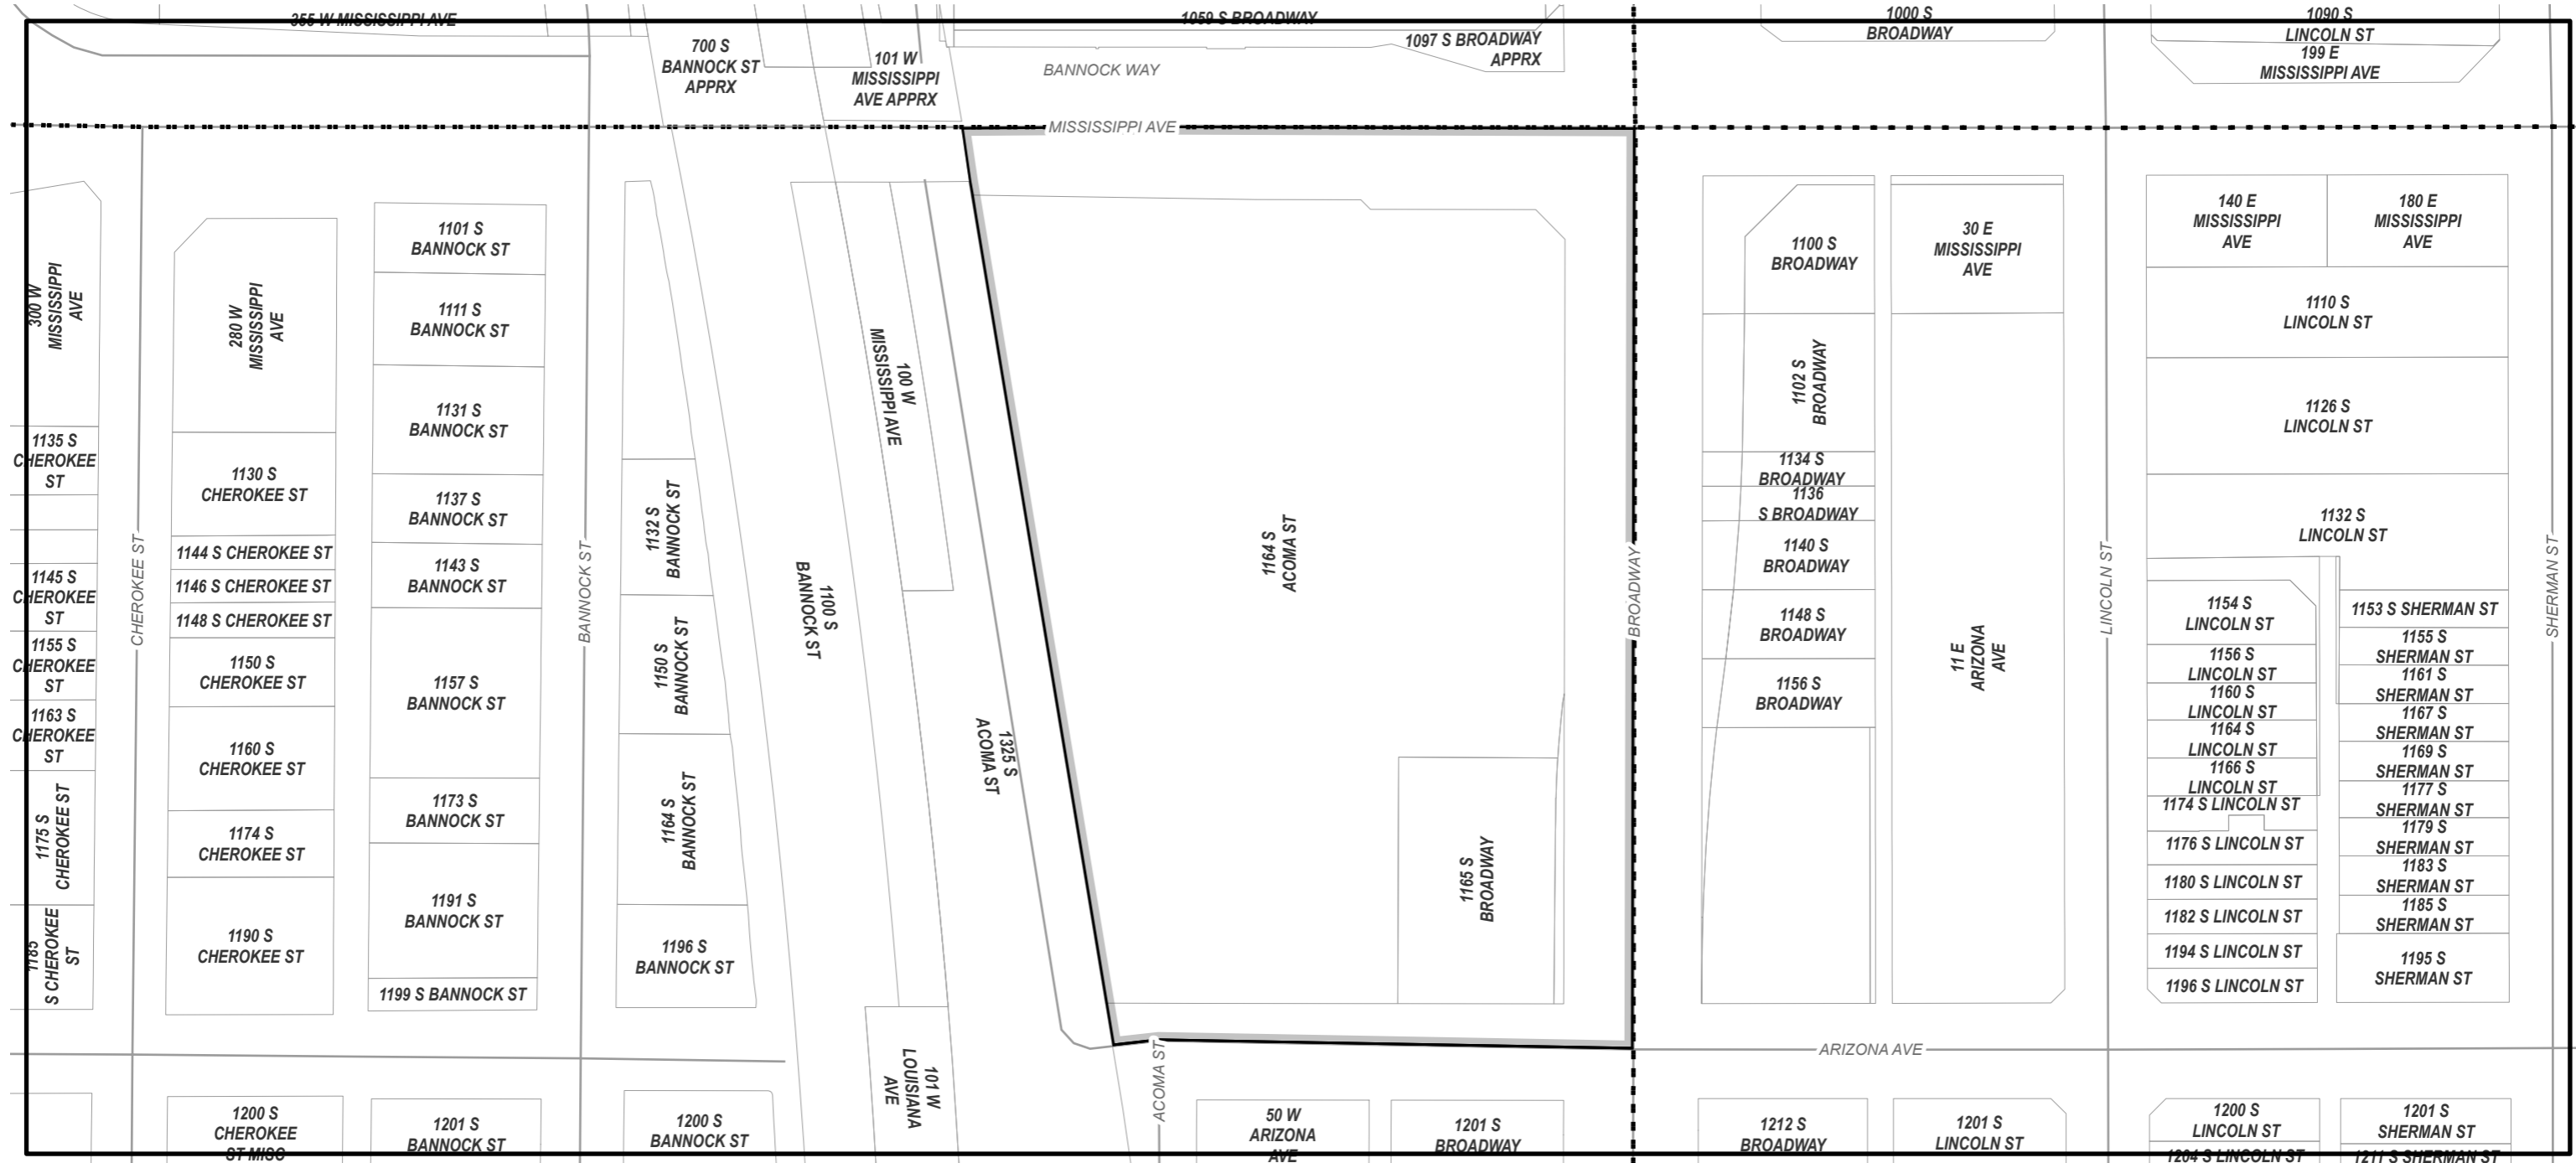 355 W MISSISSIPPI AVE
700 S
BANNOCK ST
APPRX
101 W
MISSISSIPPI
AVE APPRX
1059 S BROADWAY
1097 S BROADWAY
APPRX
BANNOCK WAY
1000 S
BROADWAY
1090 S
LINCOLN ST
199 E
MISSISSIPPI AVE
MISSISSIPPI AVE
300 W
MISSISSIPPI
AVE
1135 S
CHEROKEE
ST
1145 S
CHEROKEE
ST
1155 S
CHEROKEE
ST
1163 S
CHEROKEE
ST
1175 S
CHEROKEE ST
1185
S CHEROKEE
ST
CHEROKEE ST
280 W
MISSISSIPPI
AVE
1130 S
CHEROKEE ST
1144 S CHEROKEE ST
1146 S CHEROKEE ST
1148 S CHEROKEE ST
1150 S
CHEROKEE ST
1160 S
CHEROKEE ST
1174 S
CHEROKEE ST
1190 S
CHEROKEE ST
1101 S
BANNOCK ST
1111 S
BANNOCK ST
1131 S
BANNOCK ST
1137 S
BANNOCK ST
1143 S
BANNOCK ST
1157 S
BANNOCK ST
1173 S
BANNOCK ST
1191 S
BANNOCK ST
1199 S BANNOCK ST
BANNOCK ST
1132 S
BANNOCK ST
1150 S
BANNOCK ST
1164 S
BANNOCK ST
1196 S
BANNOCK ST
1100 S
BANNOCK ST
100 W
MISSISSIPPI AVE
1325 S
ACOMA ST
1164 S
ACOMA ST
1165 S
BROADWAY
BROADWAY
1100 S
BROADWAY
1102 S
BROADWAY
1134 S
BROADWAY
1136
S BROADWAY
1140 S
BROADWAY
1148 S
BROADWAY
1156 S
BROADWAY
30 E
MISSISSIPPI
AVE
11 E
ARIZONA
AVE
LINCOLN ST
140 E
MISSISSIPPI
AVE
180 E
MISSISSIPPI
AVE
1110 S
LINCOLN ST
1126 S
LINCOLN ST
1132 S
LINCOLN ST
1154 S
LINCOLN ST
1156 S
LINCOLN ST
1160 S
LINCOLN ST
1164 S
LINCOLN ST
1166 S
LINCOLN ST
1174 S LINCOLN ST
1176 S LINCOLN ST
1180 S LINCOLN ST
1182 S LINCOLN ST
1194 S LINCOLN ST
1196 S LINCOLN ST
1153 S SHERMAN ST
1155 S
SHERMAN ST
1161 S
SHERMAN ST
1167 S
SHERMAN ST
1169 S
SHERMAN ST
1177 S
SHERMAN ST
1179 S
SHERMAN ST
1183 S
SHERMAN ST
1185 S
SHERMAN ST
1195 S
SHERMAN ST
SHERMAN ST
ARIZONA AVE
ACOMA ST
1200 S
CHEROKEE
ST MISC
1201 S
BANNOCK ST
1200 S
BANNOCK ST
101 W
LOUISIANA
AVE
50 W
ARIZONA
AVE
1201 S
BROADWAY
1212 S
BROADWAY
1201 S
LINCOLN ST
1200 S
LINCOLN ST
1204 S LINCOLN ST
1201 S
SHERMAN ST
1211 S SHERMAN ST